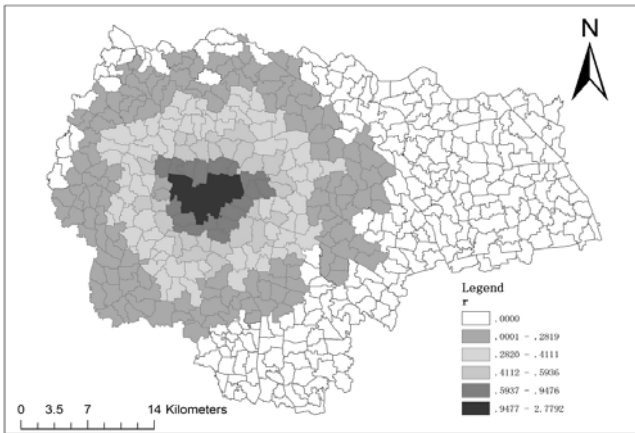 N
Legend
r
.0000
.0001 - .2819
.2820 - .4111
.4112 - .5936
.5937 - .9476
.9477 - 2.7792
0 3.5 7 14 Kilometers